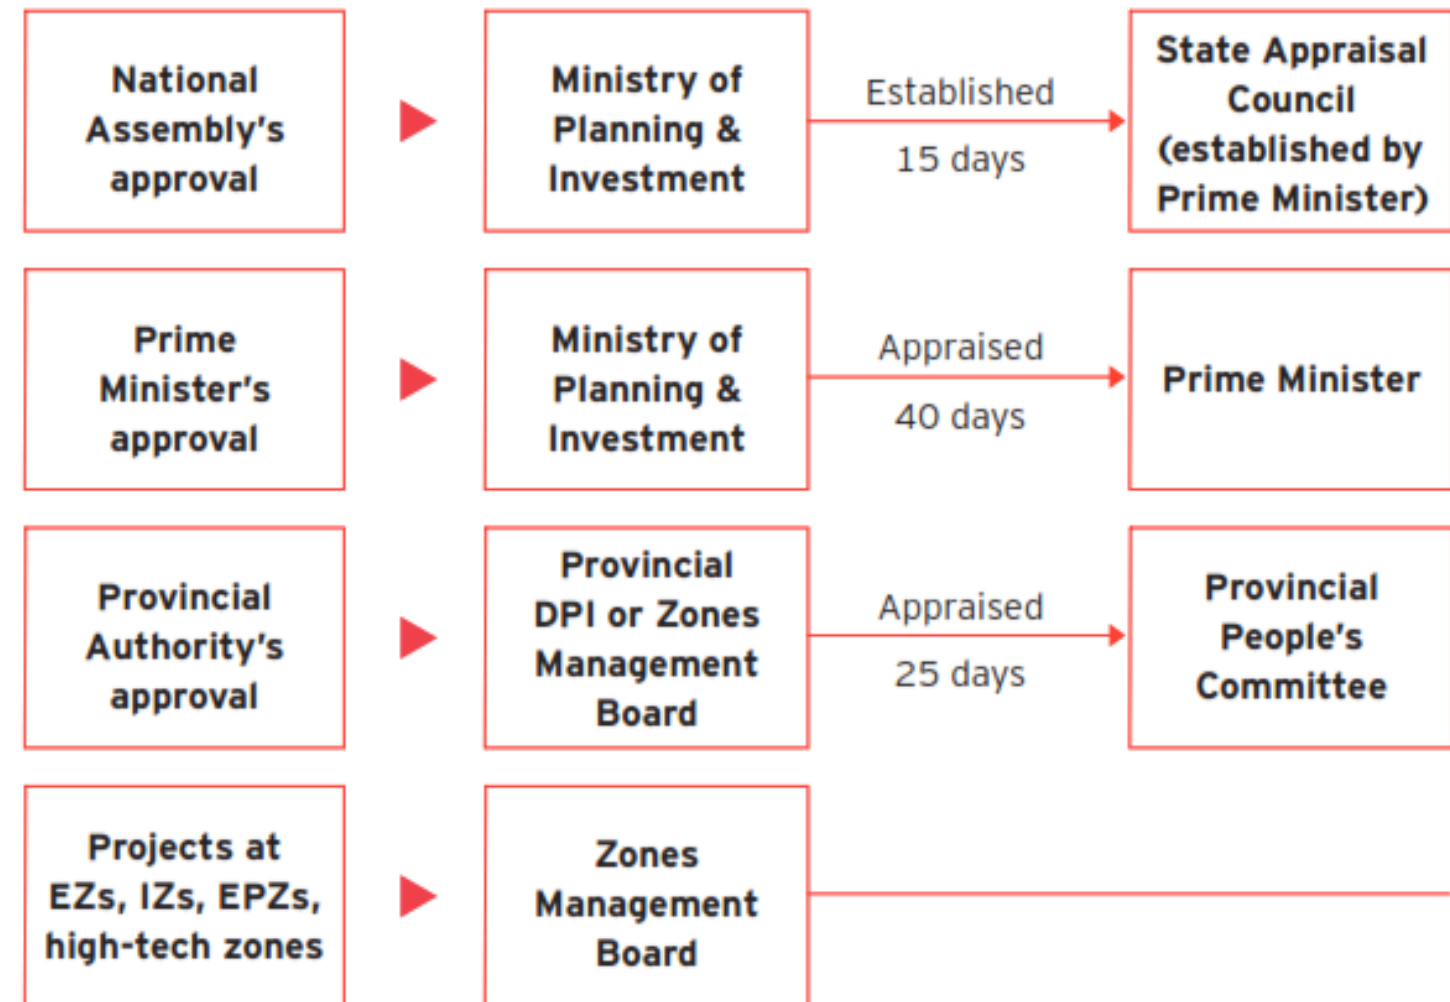 National
Assembly's
approval
Ministry of
Planning &
Investment
Established
15 days
State Appraisal
Council
(established by
Prime Minister)
Prime
Minister's
approval
Ministry of
Planning &
Investment
Appraised
40 days
Prime Minister
Provincial
Authority's
approval
Provincial
DPI or Zones
Management
Board
Appraised
25 days
Provincial
People's
Committee
Projects at
EZs, IZs, EPZs,
high-tech zones
Zones
Management
Board